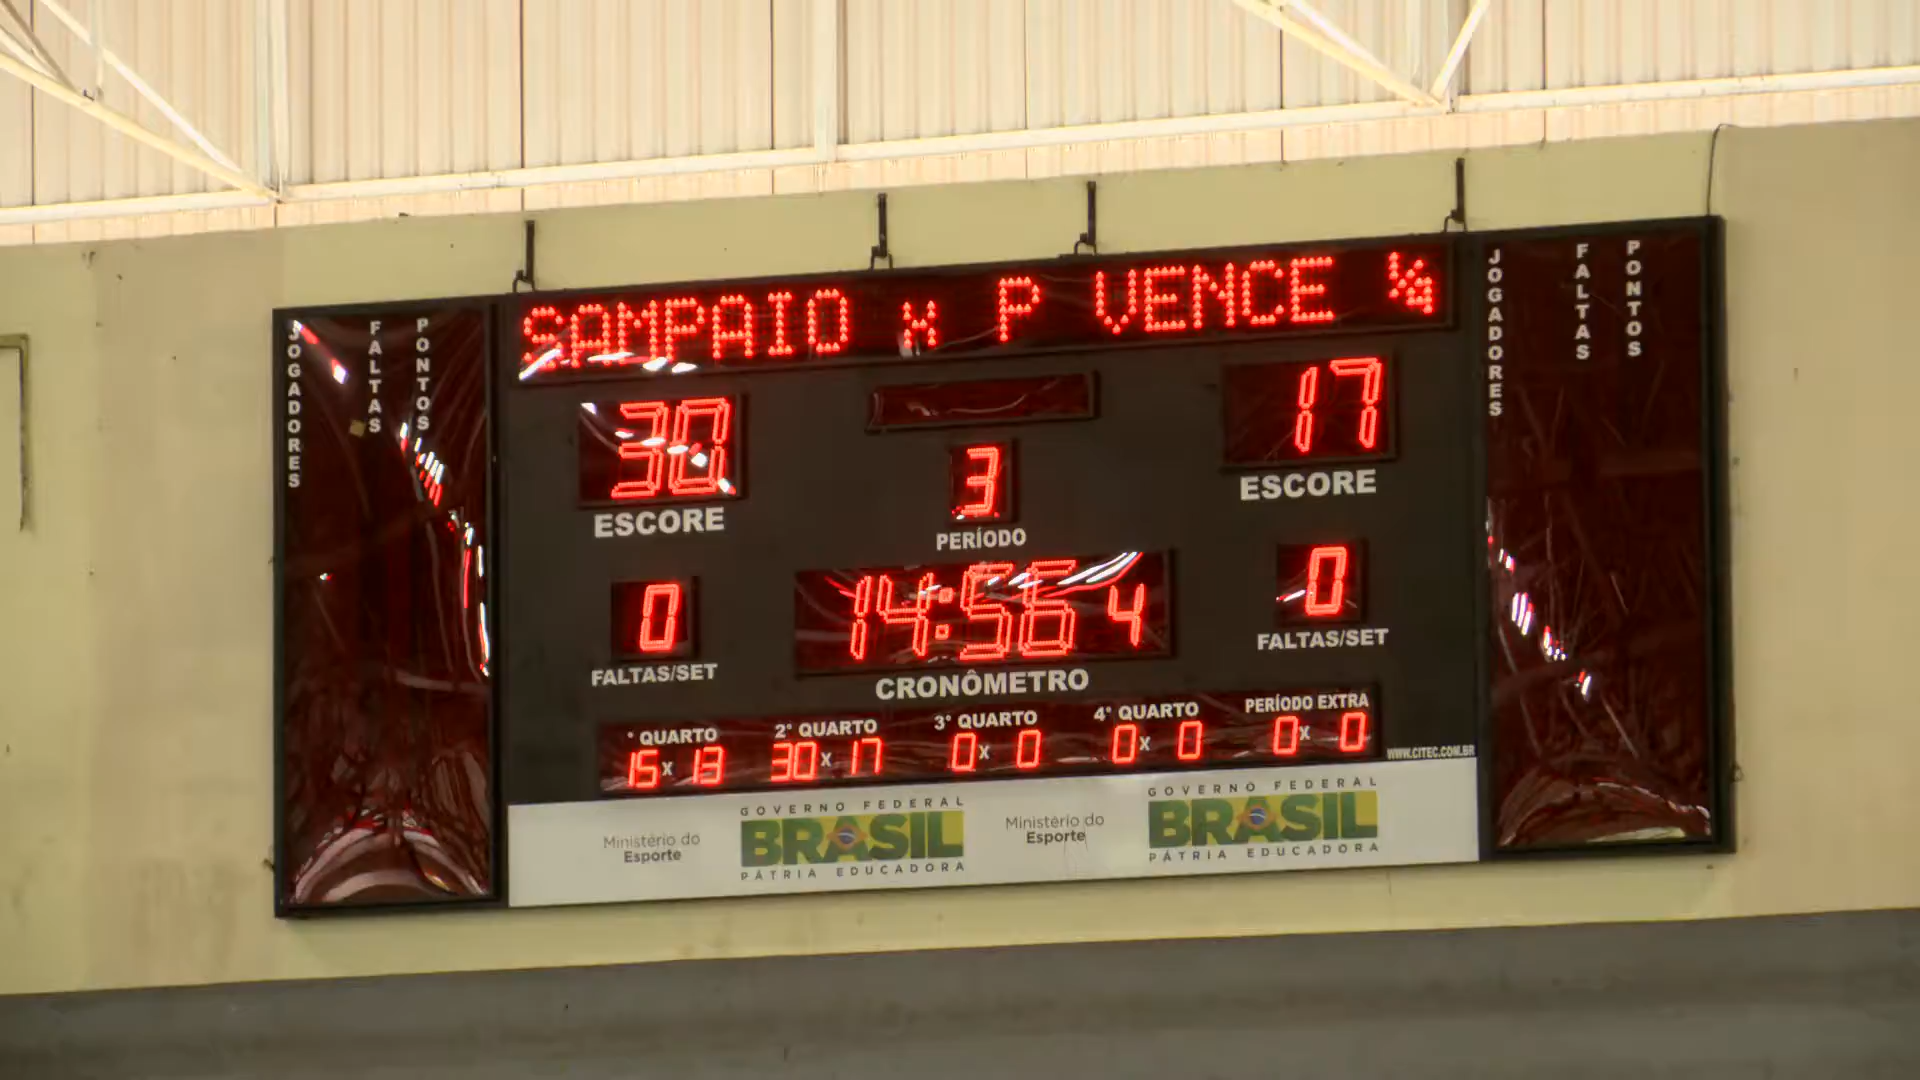 SAMPAIO x P VENCE
JOGADORES
FALTAS
PONTOS
30
ESCORE
3
PERÍODO
17
ESCORE
JOGADORES
FALTAS
PONTOS
0
FALTAS/SET
14:56 4
CRONÔMETRO
0
FALTAS/SET
° QUARTO 2° QUARTO 3° QUARTO 4° QUARTO PERÍODO EXTRA
15 x 13 30 x 17 0 x 0 0 x 0 0 x 0
WWW.CITEC.COM.BR
Ministério do
Esporte
GOVERNO FEDERAL
BRASIL
PÁTRIA EDUCADORA
Ministério do
Esporte
GOVERNO FEDERAL
BRASIL
PÁTRIA EDUCADORA